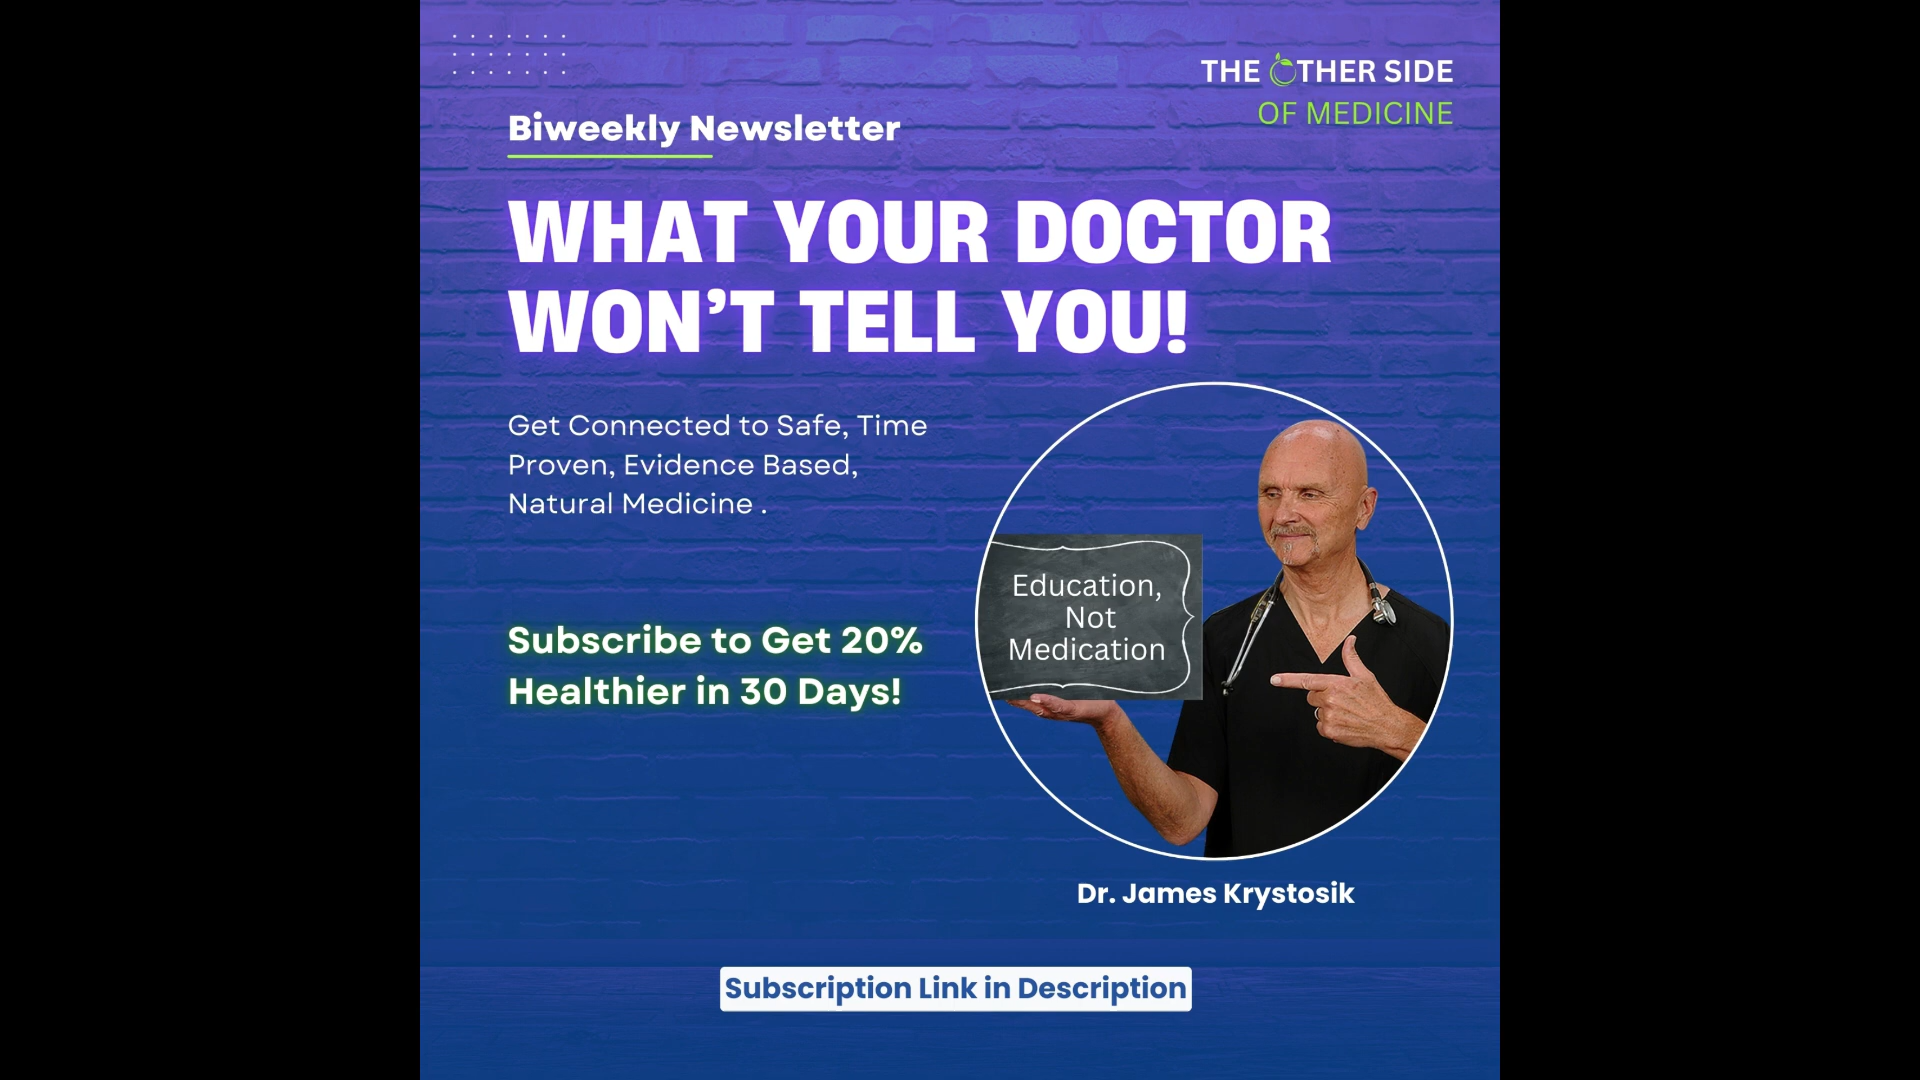 THE OTHER SIDE
OF MEDICINE
Biweekly Newsletter
WHAT YOUR DOCTOR
WON'T TELL YOU!
Get Connected to Safe, Time
Proven, Evidence Based,
Natural Medicine .
Subscribe to Get 20%
Healthier in 30 Days!
Education,
Not
Medication
Dr. James Krystosik
Subscription Link in Description